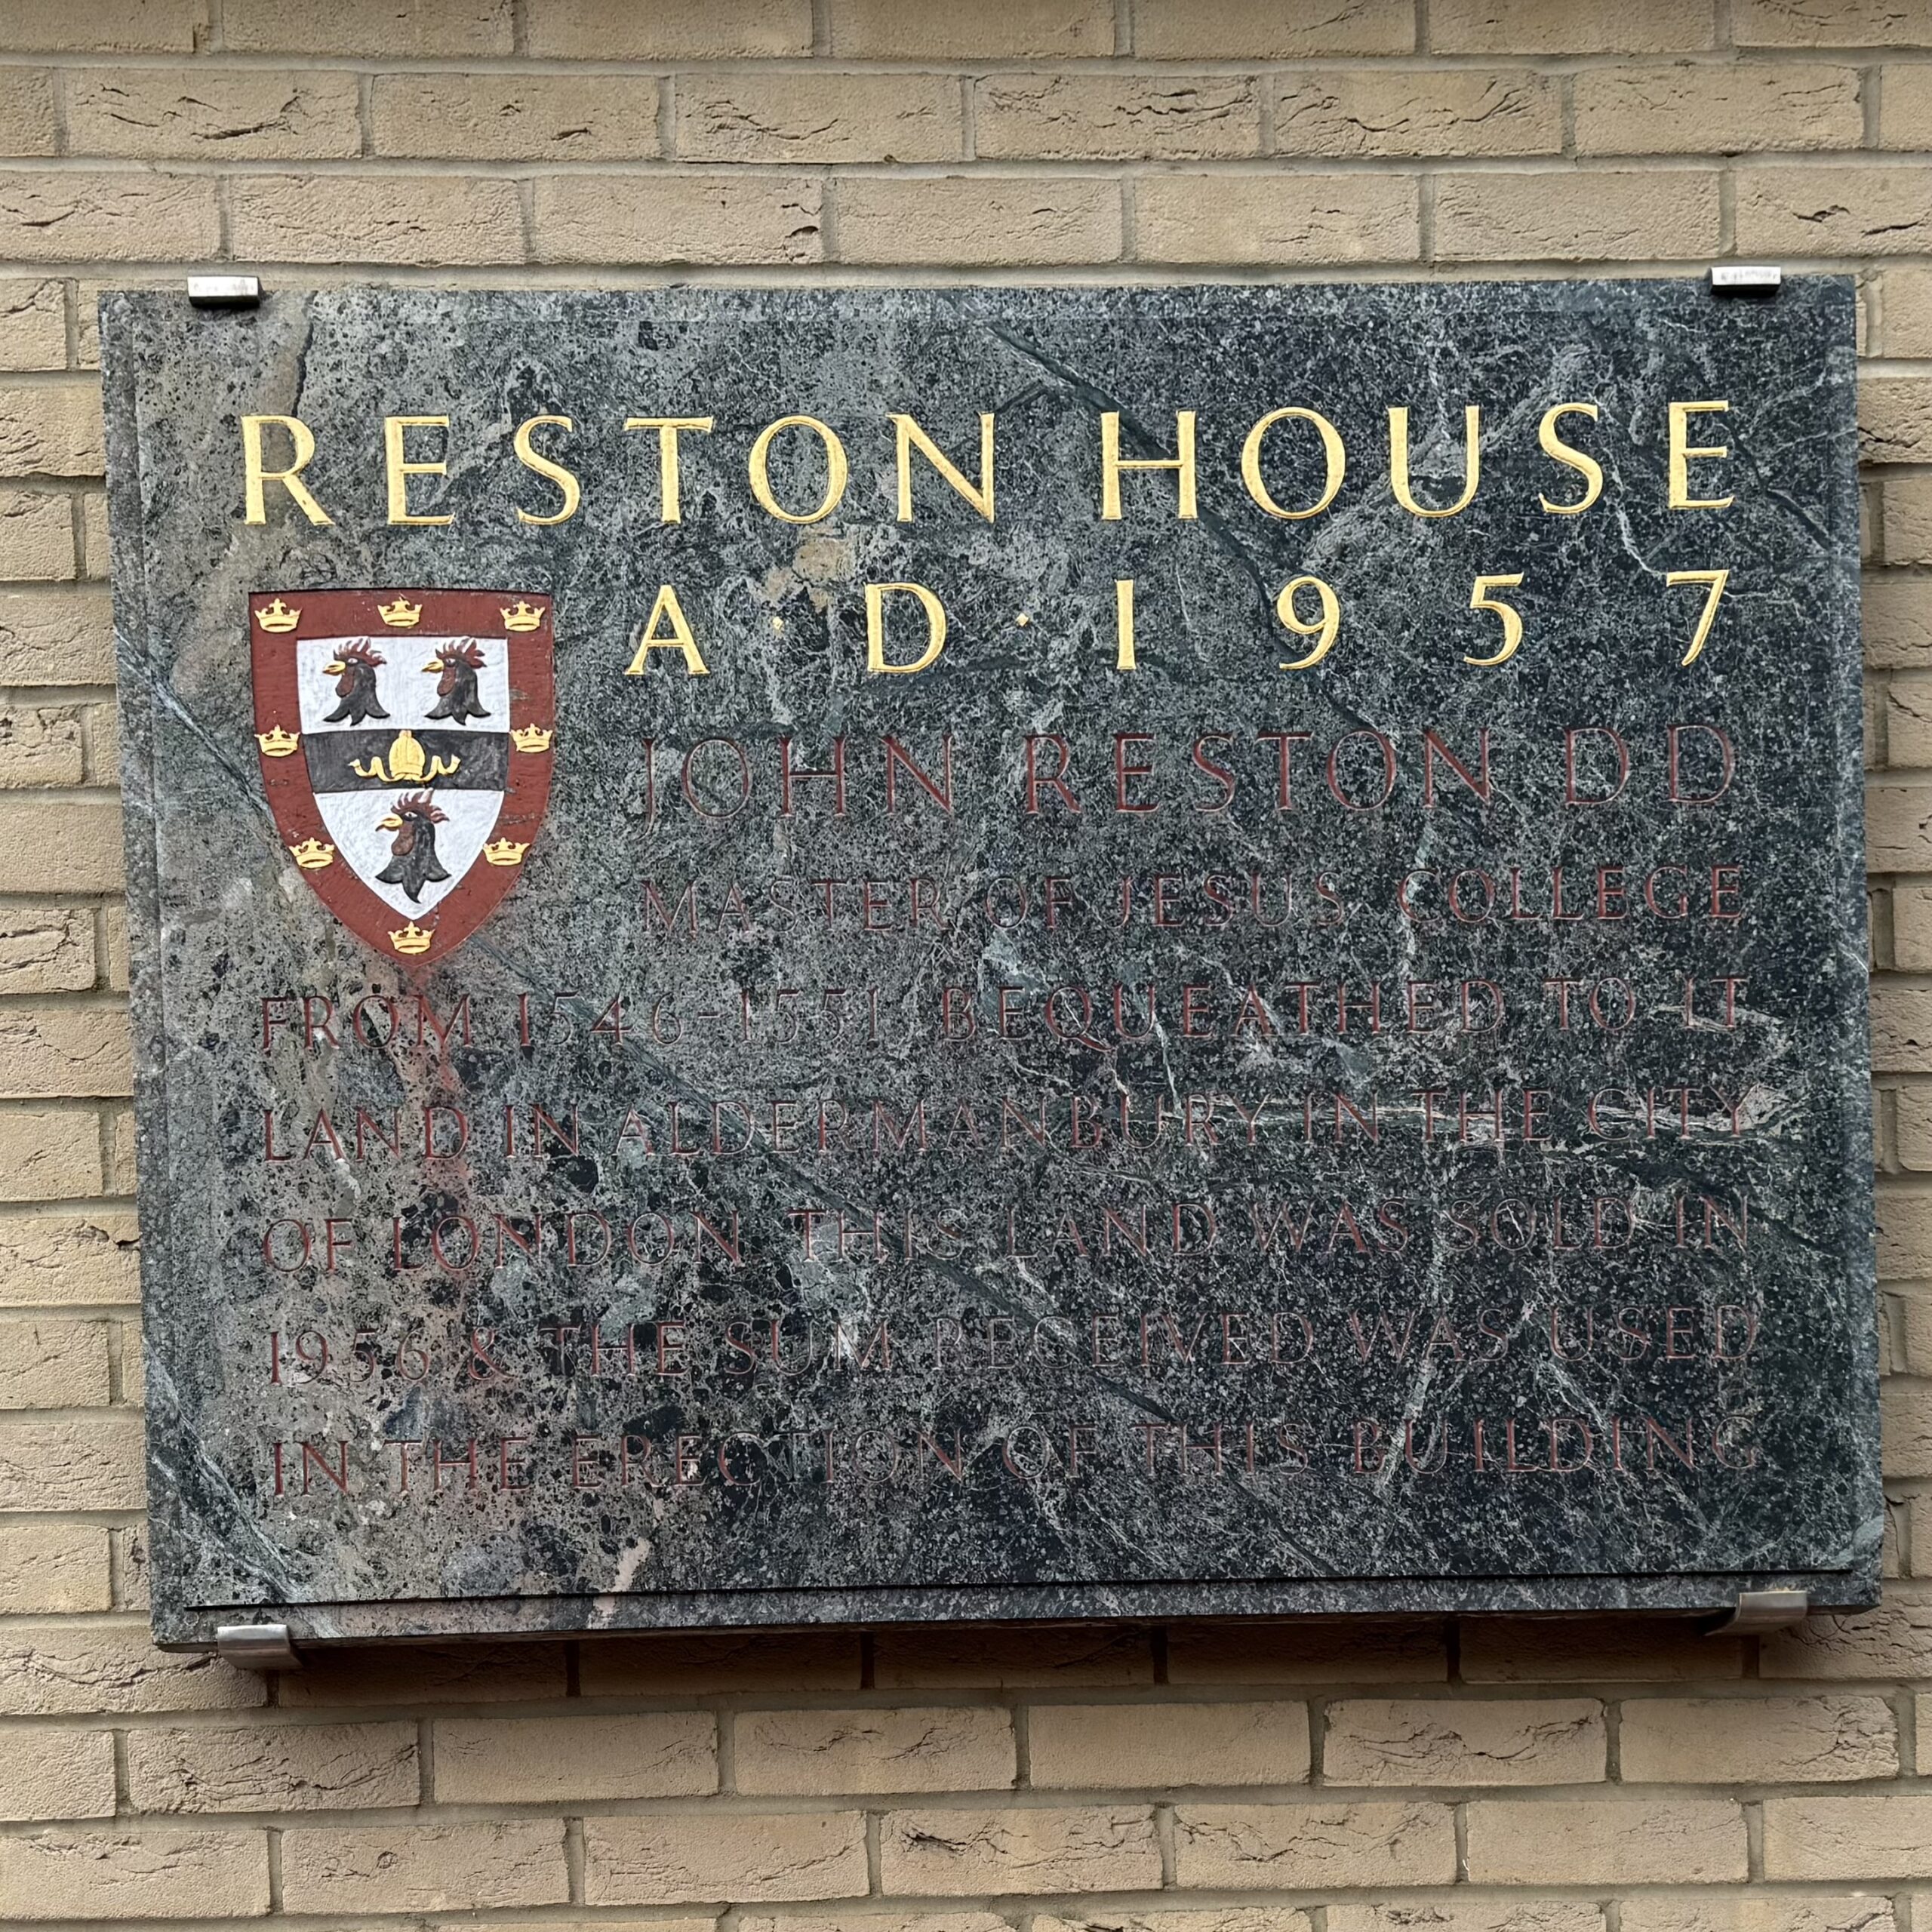 RESTON HOUSE
A·D·1957
JOHN RESTON DD
MASTER OF JESUS COLLEGE
FROM 1546-1551 BEQUEATHED TO IT
LAND IN ALDERMANBURY IN THE CITY
OF LONDON THIS LAND WAS SOLD IN
1956 & THE SUM RECEIVED WAS USED
IN THE ERECTION OF THIS BUILDING